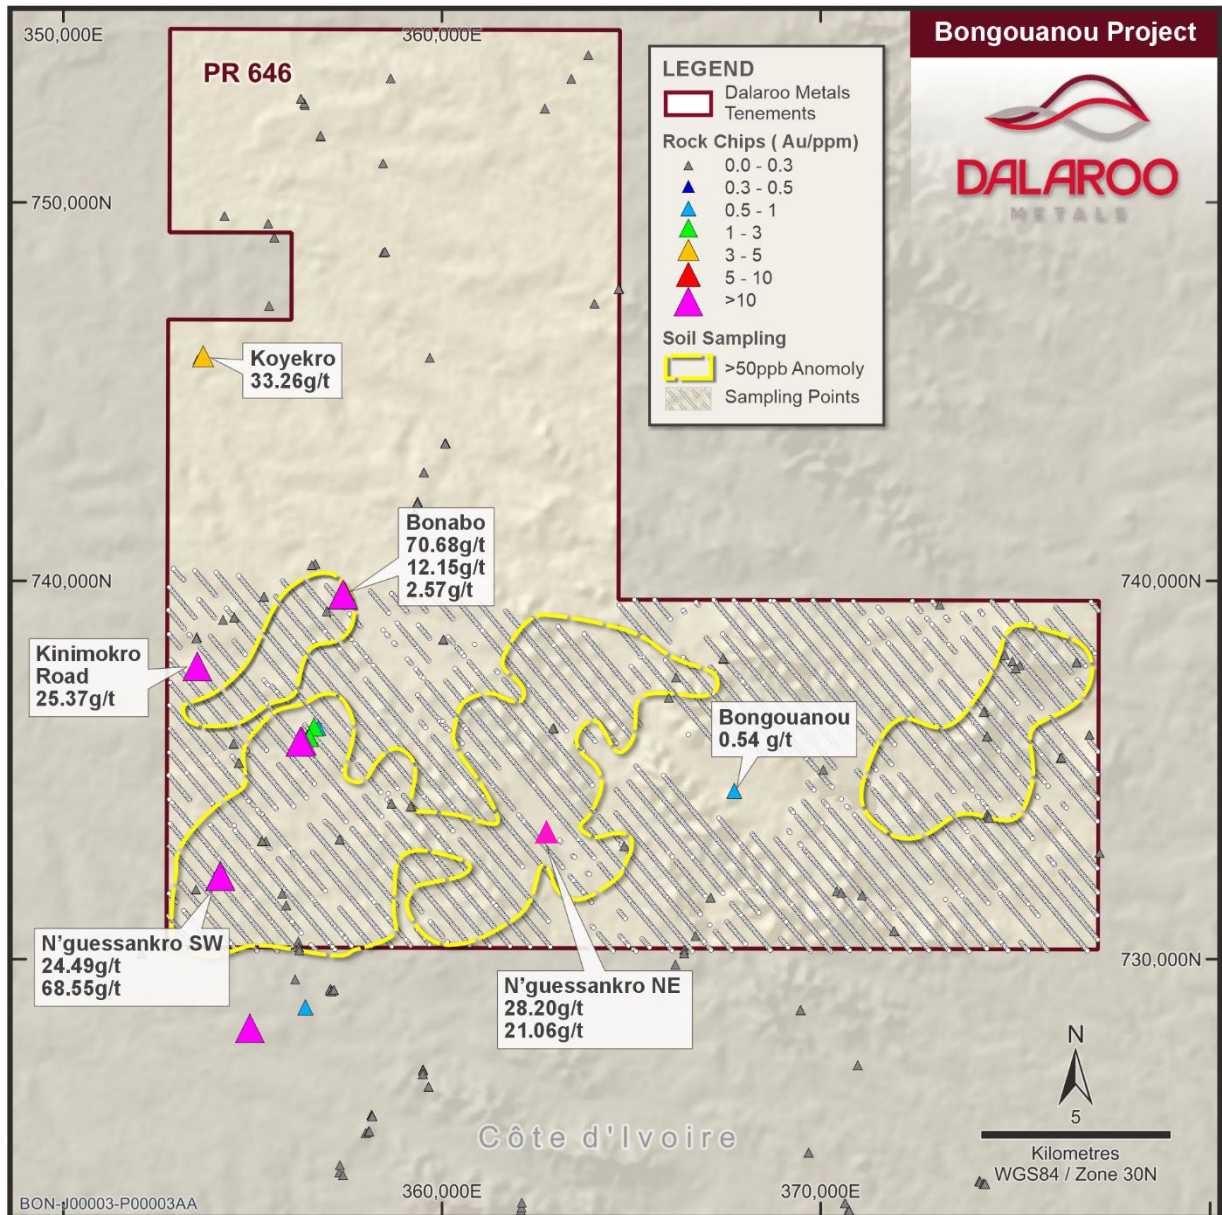 350,000E
360,000E
Bongouanou Project
PR 646
LEGEND
Dalaroo Metals
Tenements
Rock Chips ( Au/ppm)
0.0 - 0.3
0.3 - 0.5
0.5 - 1
1 - 3
3 - 5
5 - 10
>10
Soil Sampling
>50ppb Anomoly
Sampling Points
DALAROO
METALS
750,000N
Koyekro
33.26g/t
Bonabo
70.68g/t
12.15g/t
2.57g/t
740,000N
740,000N
Kinimokro
Road
25.37g/t
Bongouanou
0.54 g/t
N'guessankro SW
24.49g/t
68.55g/t
N'guessankro NE
28.20g/t
21.06g/t
730,000N
N
5
Kilometres
WGS84 / Zone 30N
Côte d'Ivoire
BON-J00003-P00003AA
360,000E
370,000E